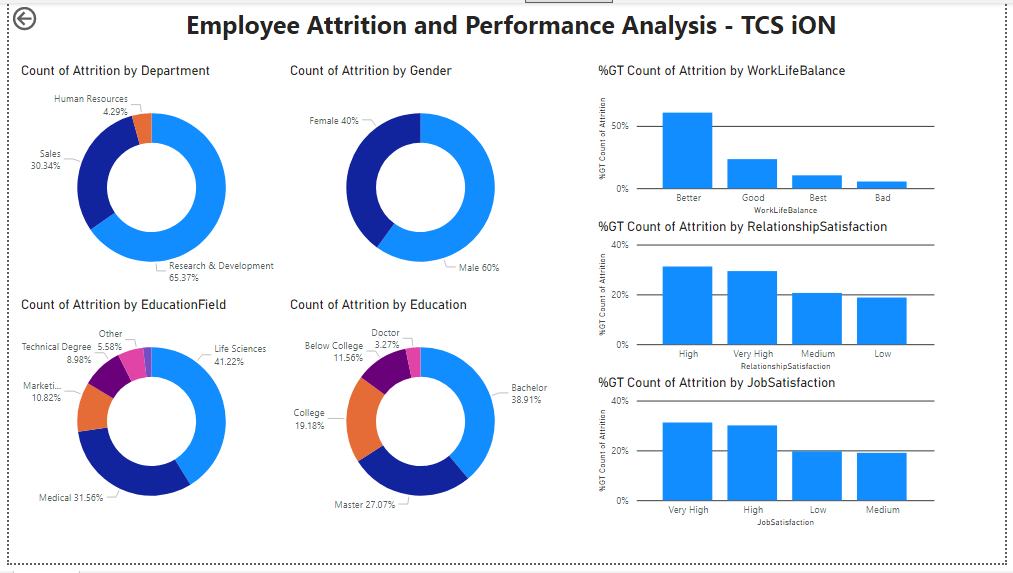 Employee Attrition and Performance Analysis - TCS iON
Count of Attrition by Department
Human Resources
4.29%
Sales
30.34%
Research & Development
65.37%
Count of Attrition by Gender
Female 40%
Male 60%
%GT Count of Attrition by WorkLifeBalance
%GT Count of Attrition
50%
0%
Better
Good
Best
Bad
WorkLifeBalance
%GT Count of Attrition by RelationshipSatisfaction
%GT Count of Attrition
40%
20%
0%
High
Very High
Medium
Low
RelationshipSatisfaction
Count of Attrition by EducationField
Other
5.58%
Technical Degree
8.98%
Marketi...
10.82%
Medical 31.56%
Life Sciences
41.22%
Count of Attrition by Education
Doctor
3.27%
Below College
11.56%
College
19.18%
Master 27.07%
Bachelor
38.91%
%GT Count of Attrition by JobSatisfaction
%GT Count of Attrition
40%
20%
0%
Very High
High
Low
Medium
JobSatisfaction